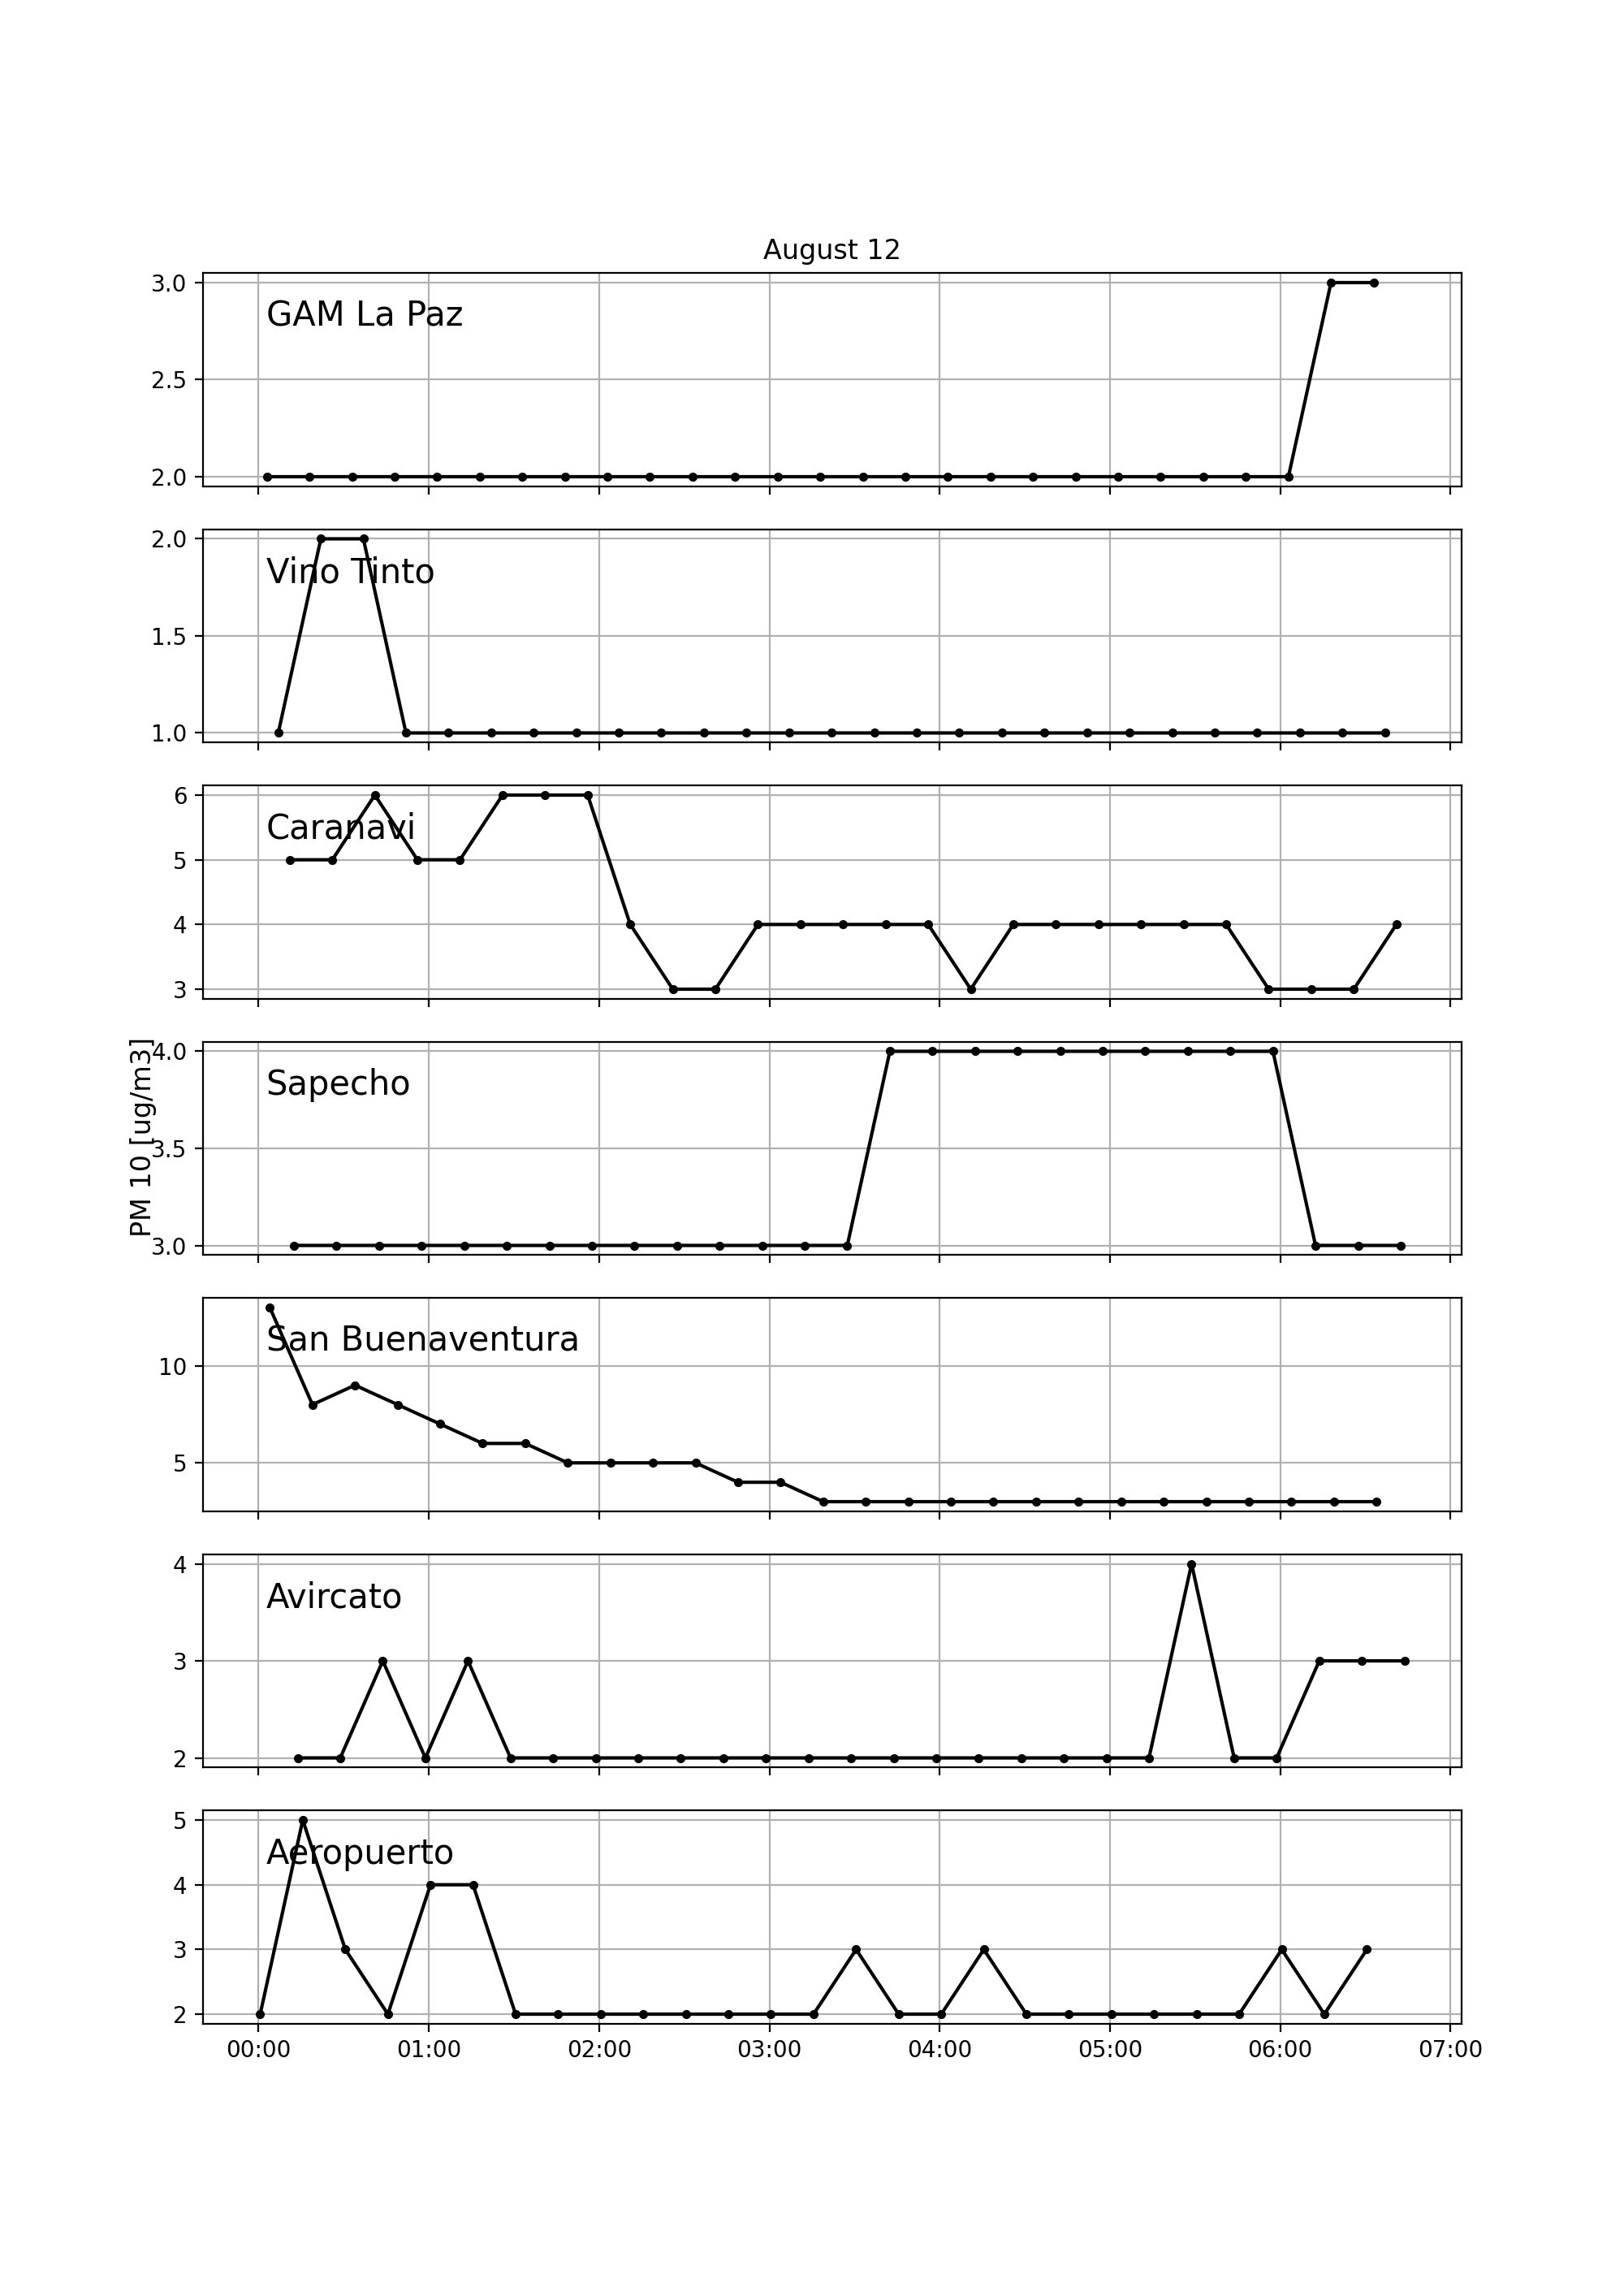 August 12
3.0
GAM La Paz
2.5
2.0
2.0
Vino Tinto
1.5
1.0
6
Caranavi
5
4
3
PM 10 [ug/m3]
4.0
Sapecho
3.5
3.0
San Buenaventura
10
5
4
Avircato
3
2
5
Aeropuerto
4
3
2
00:00 01:00 02:00 03:00 04:00 05:00 06:00 07:00